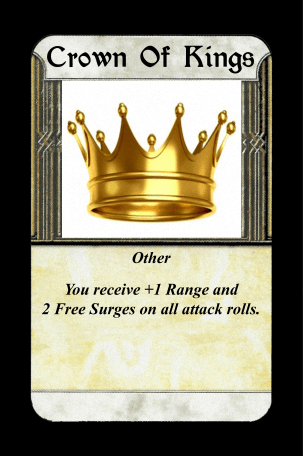 Crown Of Kings
Other
You receive +1 Range and
2 Free Surges on all attack rolls.